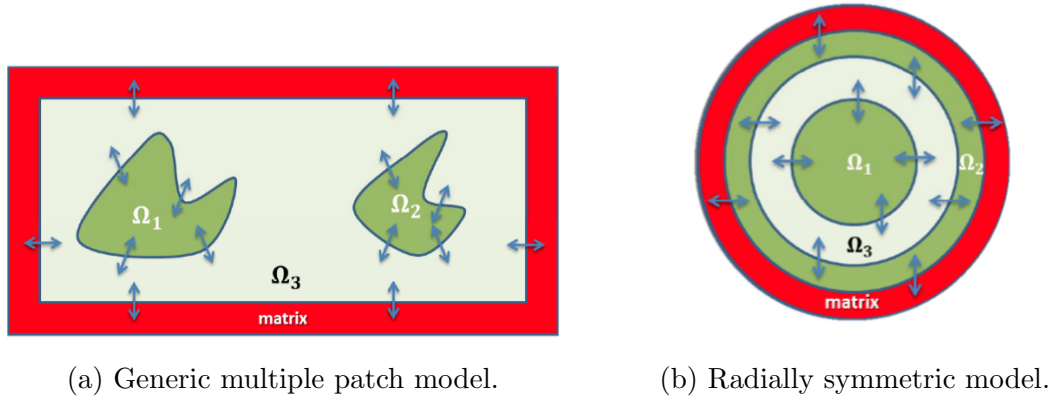 Ω₁
Ω₂
Ω₃
matrix
Ω₁
Ω₂
Ω₃
matrix
(a) Generic multiple patch model.
(b) Radially symmetric model.